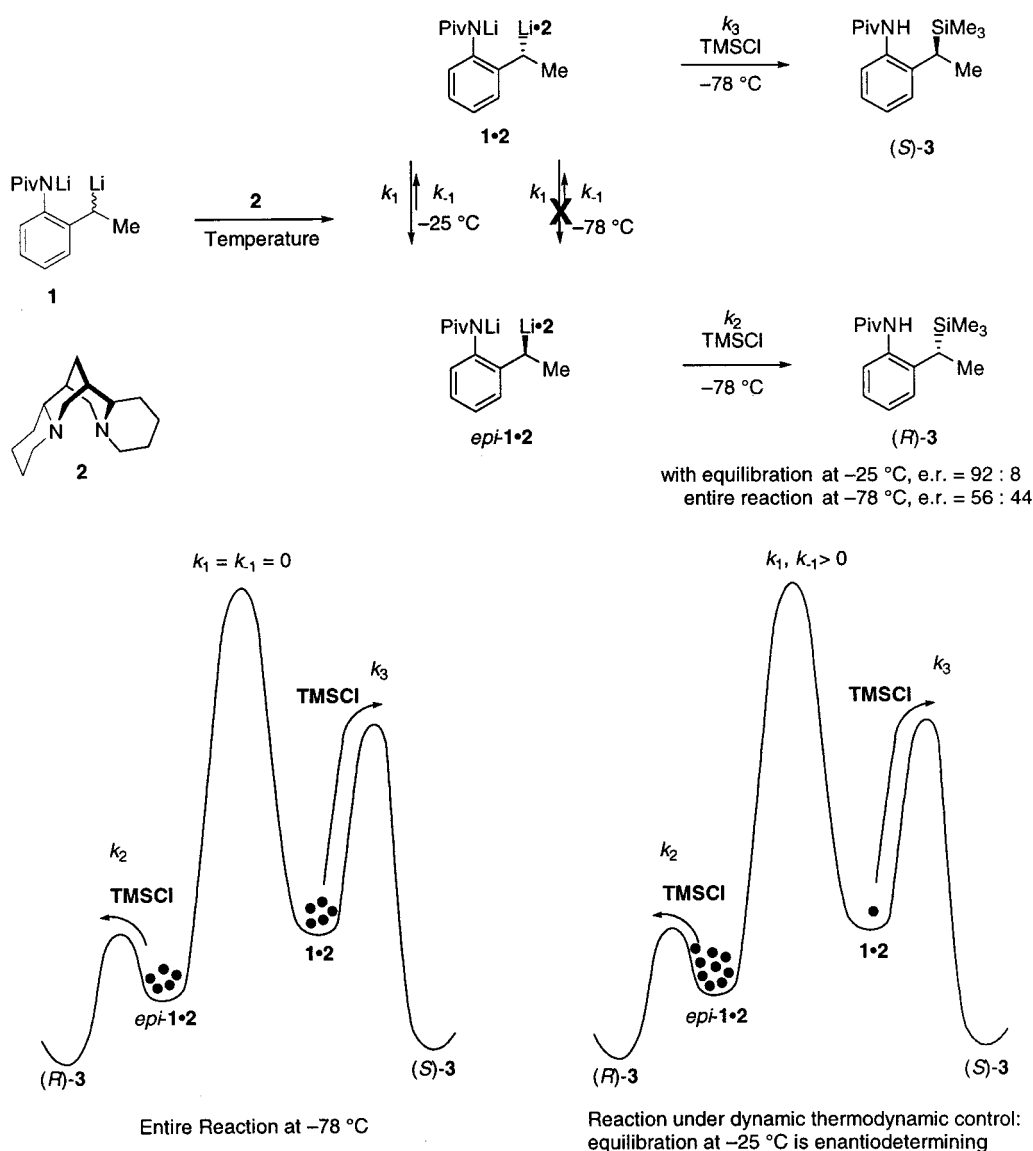 PivNLi
Li•2
Me
1•2
k3
TMSCl
–78 °C
PivNH
SiMe3
Me
(S)-3
PivNLi
Li
Me
1
2
Temperature
k1
k-1
–25 °C
k1
k-1
X
–78 °C
N
N
2
PivNLi
Li•2
Me
epi-1•2
k2
TMSCl
–78 °C
PivNH
SiMe3
Me
(R)-3
with equilibration at –25 °C, e.r. = 92 : 8
entire reaction at –78 °C, e.r. = 56 : 44
k1 = k-1 = 0
k3
TMSCl
k2
TMSCl
1•2
epi-1•2
(R)-3
(S)-3
Entire Reaction at –78 °C
k1, k-1 > 0
k3
TMSCl
k2
TMSCl
1•2
epi-1•2
(R)-3
(S)-3
Reaction under dynamic thermodynamic control:
equilibration at –25 °C is enantiodetermining